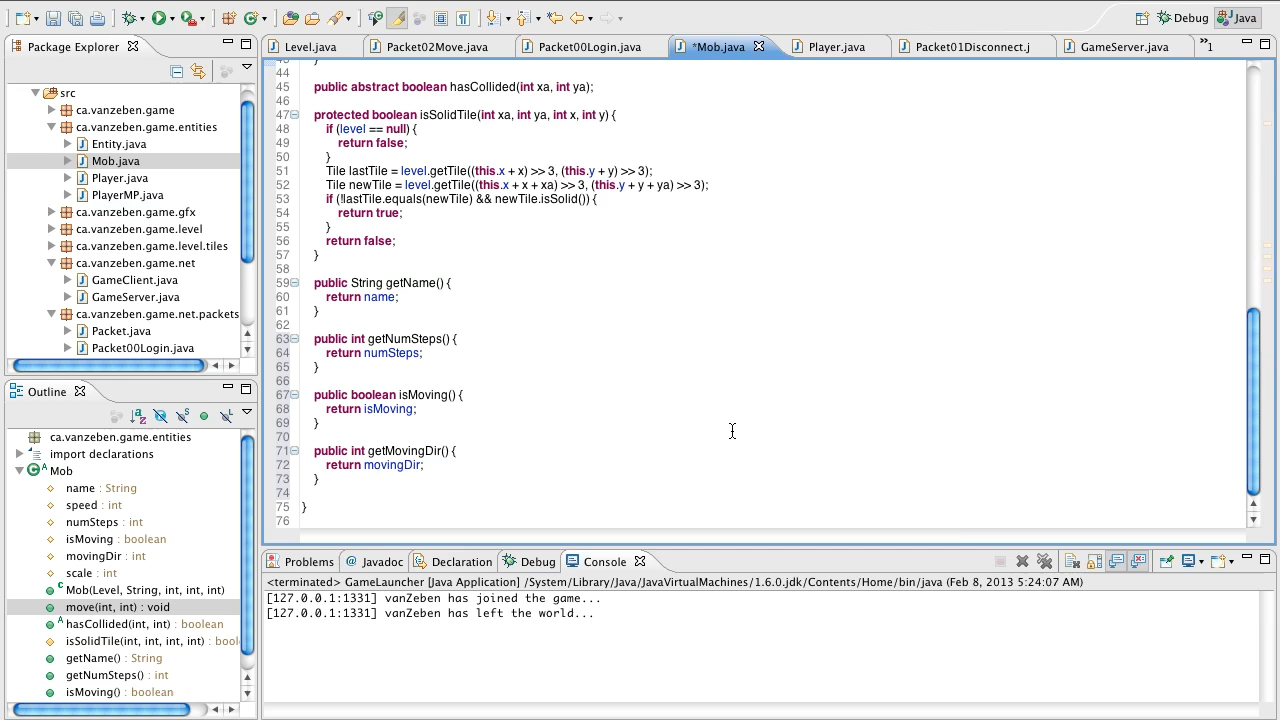 Debug
Java
Package Explorer
src
ca.vanzeben.game
ca.vanzeben.game.entities
Entity.java
Mob.java
Player.java
PlayerMP.java
ca.vanzeben.game.gfx
ca.vanzeben.game.level
ca.vanzeben.game.level.tiles
ca.vanzeben.game.net
GameClient.java
GameServer.java
ca.vanzeben.game.net.packets
Packet.java
Packet00Login.java
Outline
ca.vanzeben.game.entities
import declarations
Mob
name : String
speed : int
numSteps : int
isMoving : boolean
movingDir : int
scale : int
Mob(Level, String, int, int, int)
move(int, int) : void
hasCollided(int, int) : boolean
isSolidTile(int, int, int, int) : bool
getName() : String
getNumSteps() : int
isMoving() : boolean
Level.java
Packet02Move.java
Packet00Login.java
*Mob.java
Player.java
Packet01Disconnect.j
GameServer.java
»1
43 }
44
45 public abstract boolean hasCollided(int xa, int ya);
46
47 protected boolean isSolidTile(int xa, int ya, int x, int y) {
48 if (level == null) {
49 return false;
50 }
51 Tile lastTile = level.getTile((this.x + x) >> 3, (this.y + y) >> 3);
52 Tile newTile = level.getTile((this.x + x + xa) >> 3, (this.y + y + ya) >> 3);
53 if (!lastTile.equals(newTile) && newTile.isSolid()) {
54 return true;
55 }
56 return false;
57 }
58
59 public String getName() {
60 return name;
61 }
62
63 public int getNumSteps() {
64 return numSteps;
65 }
66
67 public boolean isMoving() {
68 return isMoving;
69 }
70
71 public int getMovingDir() {
72 return movingDir;
73 }
74
75 }
76
Problems
@ Javadoc
Declaration
Debug
Console
<terminated> GameLauncher [Java Application] /System/Library/Java/JavaVirtualMachines/1.6.0.jdk/Contents/Home/bin/java (Feb 8, 2013 5:24:07 AM)
[127.0.0.1:1331] vanZeben has joined the game...
[127.0.0.1:1331] vanZeben has left the world...